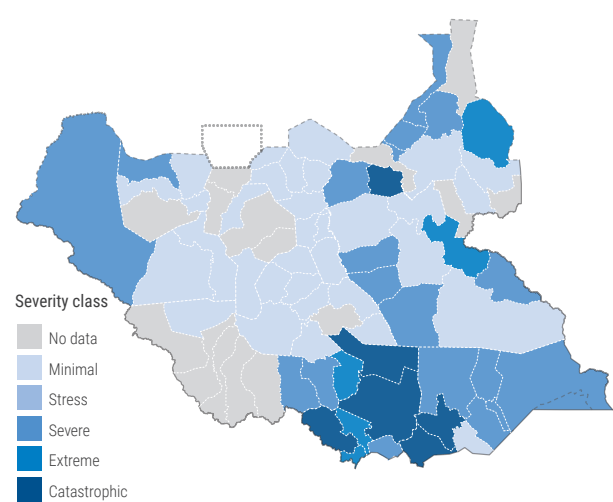 Severity class
No data
Minimal
Stress
Severe
Extreme
Catastrophic